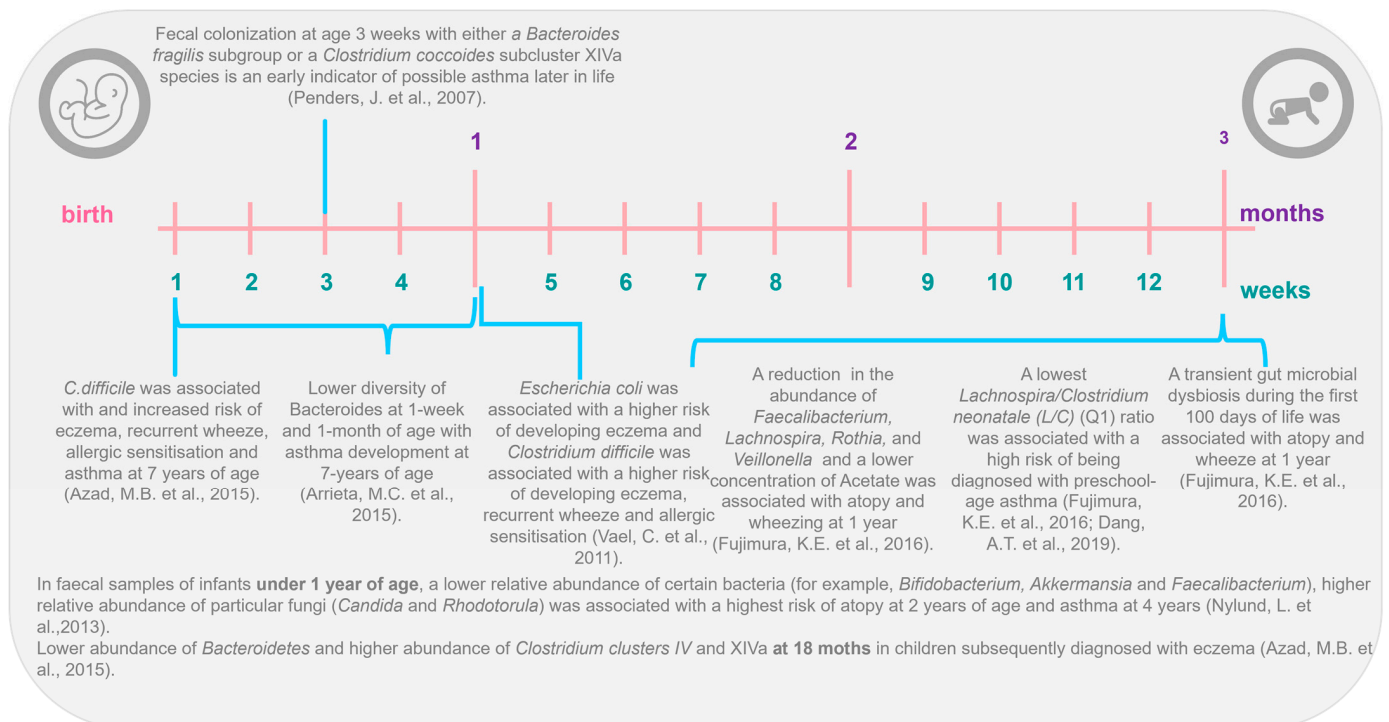 Fecal colonization at age 3 weeks with either a Bacteroides
fragilis subgroup or a Clostridium coccoides subcluster XIVa
species is an early indicator of possible asthma later in life
(Penders, J. et al., 2007).
1
2
3
birth
months
1
2
3
4
5
6
7
8
9
10
11
12
weeks
C.difficile was associated
with and increased risk of
eczema, recurrent wheeze,
allergic sensitisation and
asthma at 7 years of age
(Azad, M.B. et al., 2015).
Lower diversity of
Bacteroides at 1-week
and 1-month of age with
asthma development at
7-years of age
(Arrieta, M.C. et al.,
2015).
Escherichia coli was
associated with a higher risk
of developing eczema and
Clostridium difficile was
associated with a higher risk
of developing eczema,
recurrent wheeze and allergic
sensitisation (Vael, C. et al.,
2011).
A reduction in the
abundance of
Faecalibacterium,
Lachnospira, Rothia, and
Veillonella and a lower
concentration of Acetate was
associated with atopy and
wheezing at 1 year
(Fujimura, K.E. et al., 2016).
A lowest
Lachnospira/Clostridium
neonatale (L/C) (Q1) ratio
was associated with a
high risk of being
diagnosed with preschool-
age asthma (Fujimura,
K.E. et al., 2016; Dang,
A.T. et al., 2019).
A transient gut microbial
dysbiosis during the first
100 days of life was
associated with atopy and
wheeze at 1 year
(Fujimura, K.E. et al.,
2016).
In faecal samples of infants under 1 year of age, a lower relative abundance of certain bacteria (for example, Bifidobacterium, Akkermansia and Faecalibacterium), higher
relative abundance of particular fungi (Candida and Rhodotorula) was associated with a highest risk of atopy at 2 years of age and asthma at 4 years (Nylund, L. et
al.,2013).
Lower abundance of Bacteroidetes and higher abundance of Clostridium clusters IV and XIVa at 18 moths in children subsequently diagnosed with eczema (Azad, M.B. et
al., 2015).